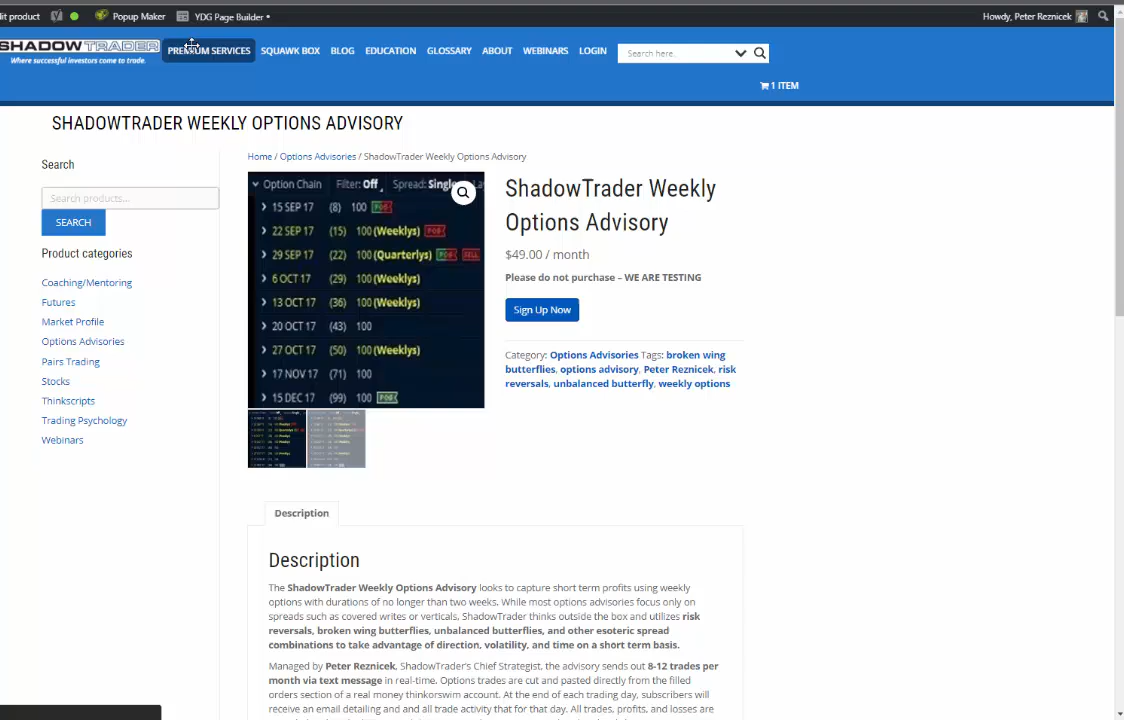 dit product
Popup Maker
YDG Page Builder
Howdy, Peter Reznicek
SHADOWTRADER
Where successful investors come to trade.
PREMIUM SERVICES
SQUAWK BOX
BLOG
EDUCATION
GLOSSARY
ABOUT
WEBINARS
LOGIN
Search here..
1 ITEM
SHADOWTRADER WEEKLY OPTIONS ADVISORY
Search
Search products...
SEARCH
Product categories
Coaching/Mentoring
Futures
Market Profile
Options Advisories
Pairs Trading
Stocks
Thinkscripts
Trading Psychology
Webinars
Home / Options Advisories / ShadowTrader Weekly Options Advisory
Option Chain Filter: Off Spread: Single
15 SEP 17 (8) 100
22 SEP 17 (15) 100 (Weeklys)
29 SEP 17 (22) 100 (Quarterlys) SELL
6 OCT 17 (29) 100 (Weeklys)
13 OCT 17 (36) 100 (Weeklys)
20 OCT 17 (43) 100
27 OCT 17 (50) 100 (Weeklys)
17 NOV 17 (71) 100
15 DEC 17 (99) 100
ShadowTrader Weekly
Options Advisory
$49.00 / month
Please do not purchase – WE ARE TESTING
Sign Up Now
Category: Options Advisories Tags: broken wing
butterflies, options advisory, Peter Reznicek, risk
reversals, unbalanced butterfly, weekly options
Description
Description
The ShadowTrader Weekly Options Advisory looks to capture short term profits using weekly
options with durations of no longer than two weeks. While most options advisories focus only on
spreads such as covered writes or verticals, ShadowTrader thinks outside the box and utilizes risk
reversals, broken wing butterflies, unbalanced butterflies, and other esoteric spread
combinations to take advantage of direction, volatility, and time on a short term basis.
Managed by Peter Reznicek, ShadowTrader's Chief Strategist, the advisory sends out 8-12 trades per
month via text message in real-time. Options trades are cut and pasted directly from the filled
orders section of a real money thinkorswim account. At the end of each trading day, subscribers will
receive an email detailing and and all trade activity that for that day. All trades, profits, and losses are